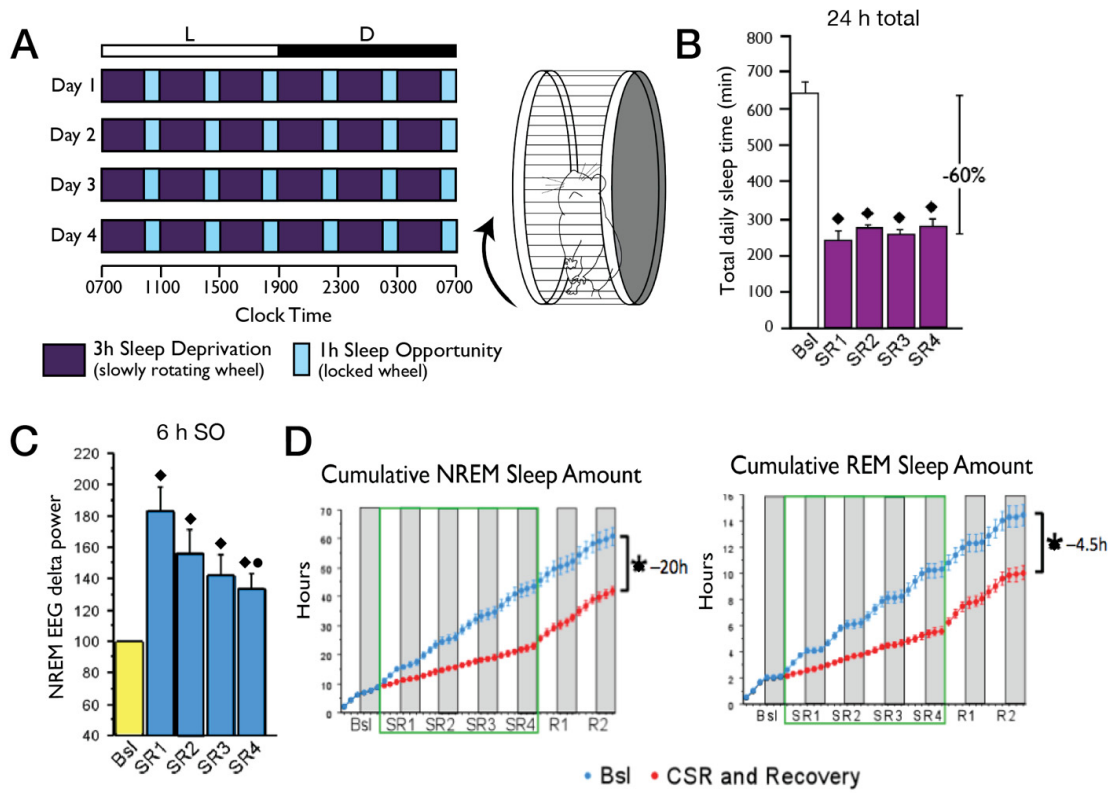 A
L
D
Day 1
Day 2
Day 3
Day 4
0700 1100 1500 1900 2300 0300 0700
Clock Time
3h Sleep Deprivation
(slowly rotating wheel)
1h Sleep Opportunity
(locked wheel)
B
24 h total
Total daily sleep time (min)
800
700
600
500
400
300
200
100
0
-60%
Bsl SR1 SR2 SR3 SR4
C
6 h SO
NREM EEG delta power
220
200
180
160
140
120
100
80
60
40
Bsl SR1 SR2 SR3 SR4
D
Cumulative NREM Sleep Amount
Hours
70
60
50
40
30
20
10
0
Bsl SR1 SR2 SR3 SR4 R1 R2
* –20h
Cumulative REM Sleep Amount
Hours
16
14
12
10
8
6
4
2
0
Bsl SR1 SR2 SR3 SR4 R1 R2
* –4.5h
Bsl
CSR and Recovery